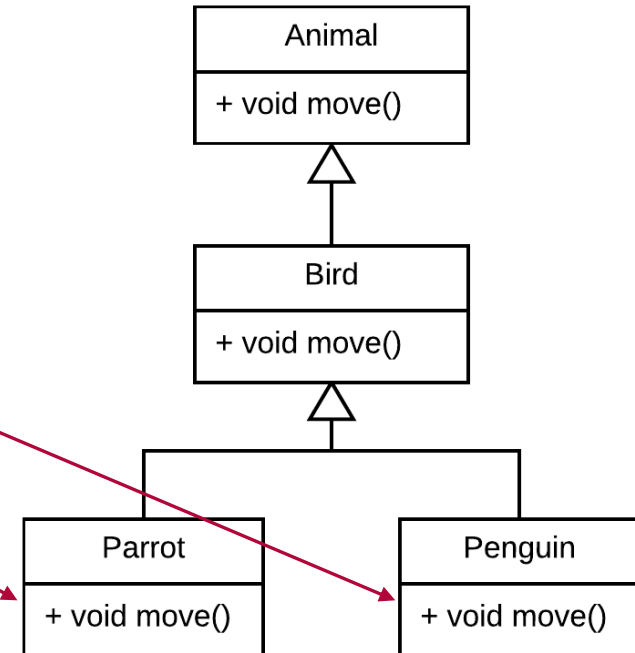 Animal
+ void move()
Bird
+ void move()
Parrot
+ void move()
Penguin
+ void move()